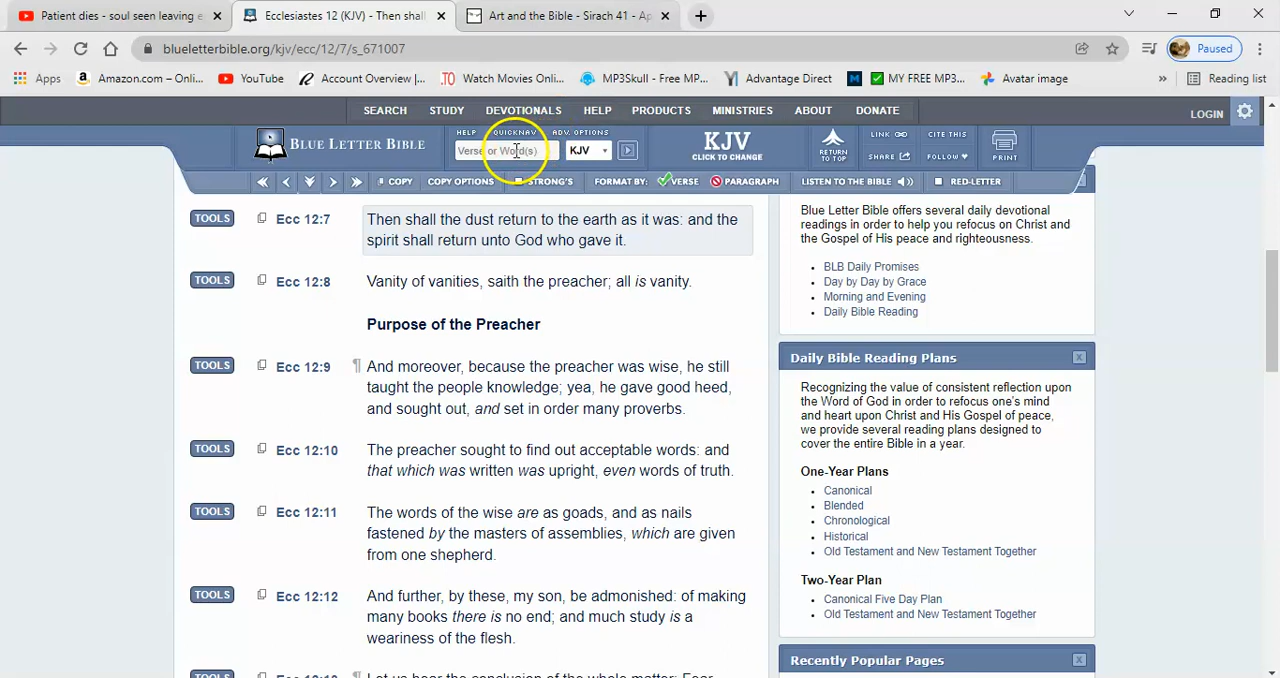 Patient dies - soul seen leaving e
Ecclesiastes 12 (KJV) - Then shall
Art and the Bible - Sirach 41 - Ap
blueletterbible.org/kjv/ecc/12/7/s_671007
Paused
Apps
Amazon.com – Onli...
YouTube
Account Overview |...
Watch Movies Onlin...
MP3Skull - Free MP...
Advantage Direct
MY FREE MP3...
Avatar image
»
Reading list
SEARCH STUDY DEVOTIONALS HELP PRODUCTS MINISTRIES ABOUT DONATE
LOGIN
BLUE LETTER BIBLE
HELP QUICKNAV ADV. OPTIONS
Verse or Word(s)
KJV
KJV
CLICK TO CHANGE
RETURN
TO TOP
LINK
CITE THIS
SHARE
FOLLOW
PRINT
COPY COPY OPTIONS STRONG'S FORMAT BY: VERSE PARAGRAPH LISTEN TO THE BIBLE RED-LETTER
TOOLS Ecc 12:7 Then shall the dust return to the earth as it was: and the
spirit shall return unto God who gave it.
TOOLS Ecc 12:8 Vanity of vanities, saith the preacher; all is vanity.
Purpose of the Preacher
TOOLS Ecc 12:9 ¶ And moreover, because the preacher was wise, he still
taught the people knowledge; yea, he gave good heed,
and sought out, and set in order many proverbs.
TOOLS Ecc 12:10 The preacher sought to find out acceptable words: and
that which was written was upright, even words of truth.
TOOLS Ecc 12:11 The words of the wise are as goads, and as nails
fastened by the masters of assemblies, which are given
from one shepherd.
TOOLS Ecc 12:12 And further, by these, my son, be admonished: of making
many books there is no end; and much study is a
weariness of the flesh.
¶ Let us hear the conclusion of the whole matter: Fear
Blue Letter Bible offers several daily devotional
readings in order to help you refocus on Christ and
the Gospel of His peace and righteousness.
BLB Daily Promises
Day by Day by Grace
Morning and Evening
Daily Bible Reading
Daily Bible Reading Plans
Recognizing the value of consistent reflection upon
the Word of God in order to refocus one's mind
and heart upon Christ and His Gospel of peace,
we provide several reading plans designed to
cover the entire Bible in a year.
One-Year Plans
Canonical
Blended
Chronological
Historical
Old Testament and New Testament Together
Two-Year Plan
Canonical Five Day Plan
Old Testament and New Testament Together
Recently Popular Pages